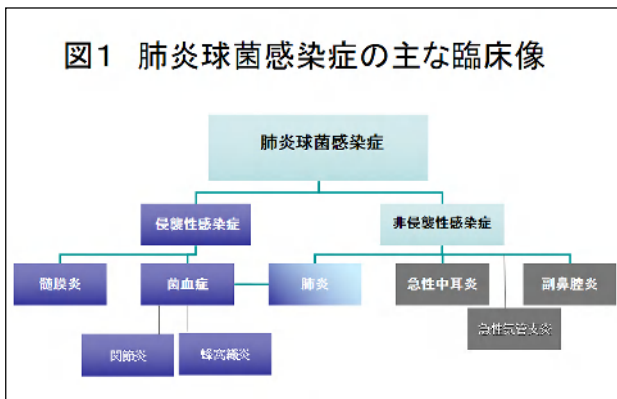 図1 肺炎球菌感染症の主な臨床像
肺炎球菌感染症
侵襲性感染症
非侵襲性感染症
髄膜炎
菌血症
肺炎
急性中耳炎
副鼻腔炎
急性気管支炎
関節炎
蜂窩織炎